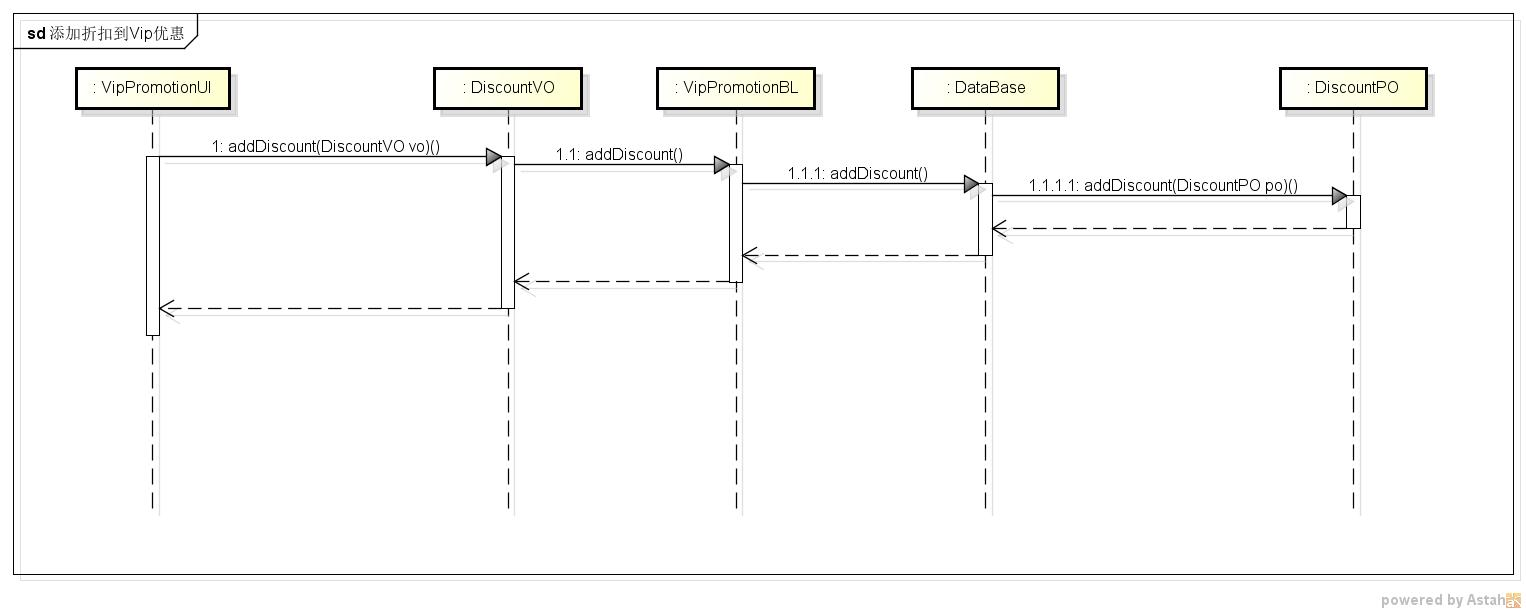 sd 添加折扣到Vip优惠
: VipPromotionUI
: DiscountVO
: VipPromotionBL
: DataBase
: DiscountPO
1: addDiscount(DiscountVO vo)()
1.1: addDiscount()
1.1.1: addDiscount()
1.1.1.1: addDiscount(DiscountPO po)()
powered by Astah